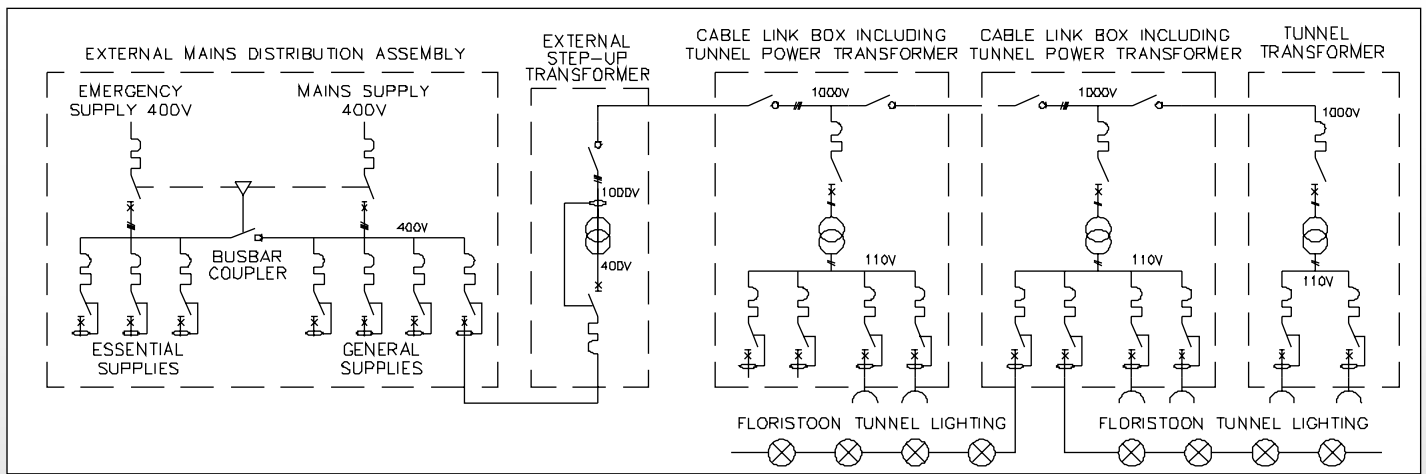 EXTERNAL MAINS DISTRIBUTION ASSEMBLY
EMERGENCY
SUPPLY 400V
MAINS SUPPLY
400V
400V
BUSBAR
COUPLER
ESSENTIAL
SUPPLIES
GENERAL
SUPPLIES
EXTERNAL
STEP-UP
TRANSFORMER
1000V
400V
CABLE LINK BOX INCLUDING
TUNNEL POWER TRANSFORMER
1000V
110V
CABLE LINK BOX INCLUDING
TUNNEL POWER TRANSFORMER
1000V
110V
TUNNEL
TRANSFORMER
1000V
110V
FLORISTOON TUNNEL LIGHTING
FLORISTOON TUNNEL LIGHTING